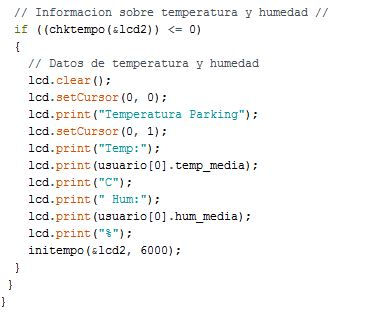 // Informacion sobre temperatura y humedad //
if ((chktempo(&lcd2)) <= 0)
{
// Datos de temperatura y humedad
lcd.clear();
lcd.setCursor(0, 0);
lcd.print("Temperatura Parking");
lcd.setCursor(0, 1);
lcd.print("Temp:");
lcd.print(usuario[0].temp_media);
lcd.print("C");
lcd.print(" Hum:");
lcd.print(usuario[0].hum_media);
lcd.print("%");
initempo(&lcd2, 6000);
}
}
}